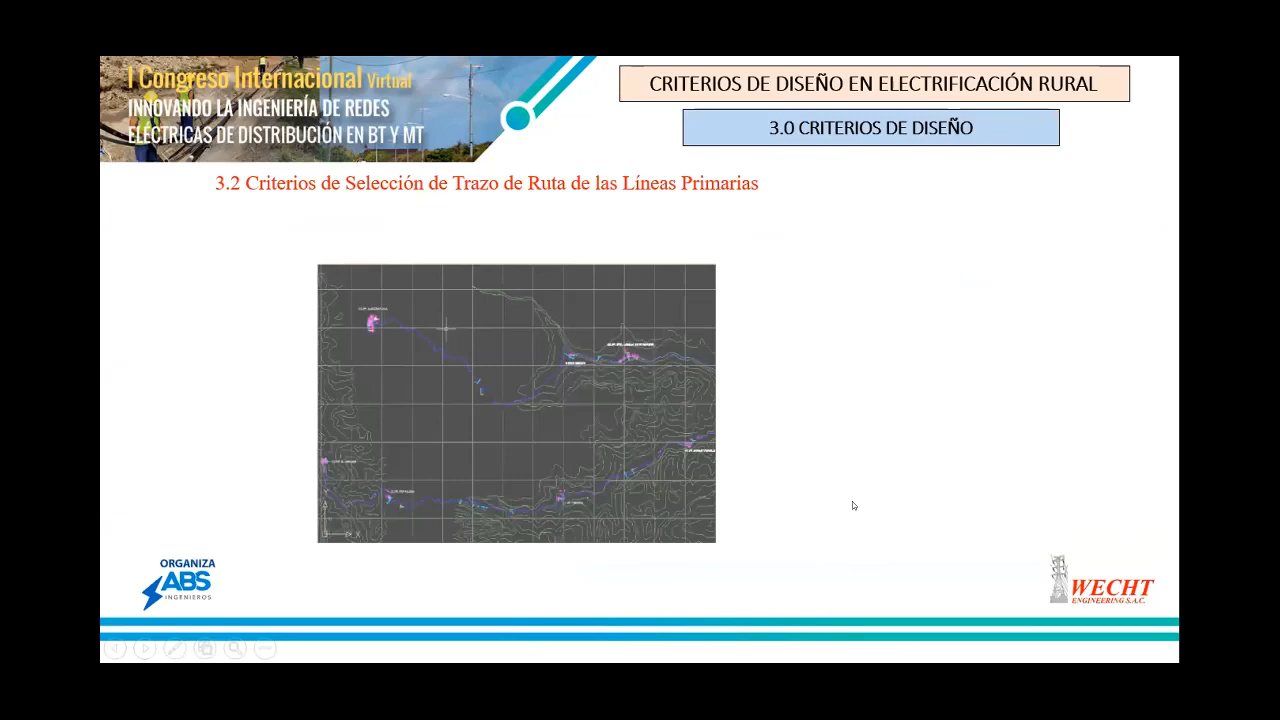 I Congreso Internacional Virtual
INNOVANDO LA INGENIERÍA DE REDES
ELÉCTRICAS DE DISTRIBUCIÓN EN BT Y MT
CRITERIOS DE DISEÑO EN ELECTRIFICACIÓN RURAL
3.0 CRITERIOS DE DISEÑO
3.2 Criterios de Selección de Trazo de Ruta de las Líneas Primarias
X
ORGANIZA
ABS
INGENIEROS
WECHT
ENGINEERING S.A.C.